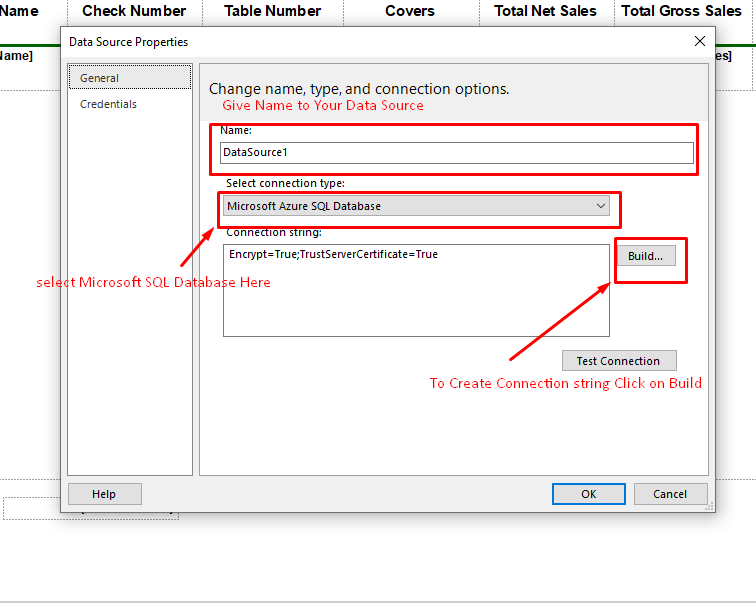 Name Check Number Table Number Covers Total Net Sales Total Gross Sales
Data Source Properties
General
Credentials
Change name, type, and connection options.
Give Name to Your Data Source
Name:
DataSource1
Select connection type:
Microsoft Azure SQL Database
Connection string:
Encrypt=True;TrustServerCertificate=True
Build...
select Microsoft SQL Database Here
Test Connection
To Create Connection string Click on Build
Help
OK
Cancel